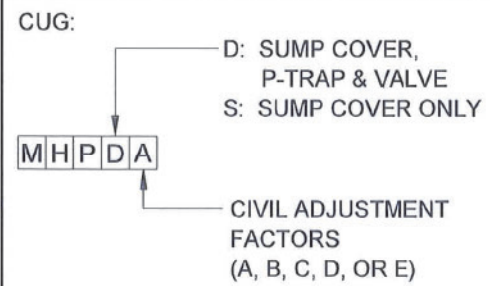 CUG:
D: SUMP COVER,
P-TRAP & VALVE
S: SUMP COVER ONLY
MHPDA
CIVIL ADJUSTMENT
FACTORS
(A, B, C, D, OR E)